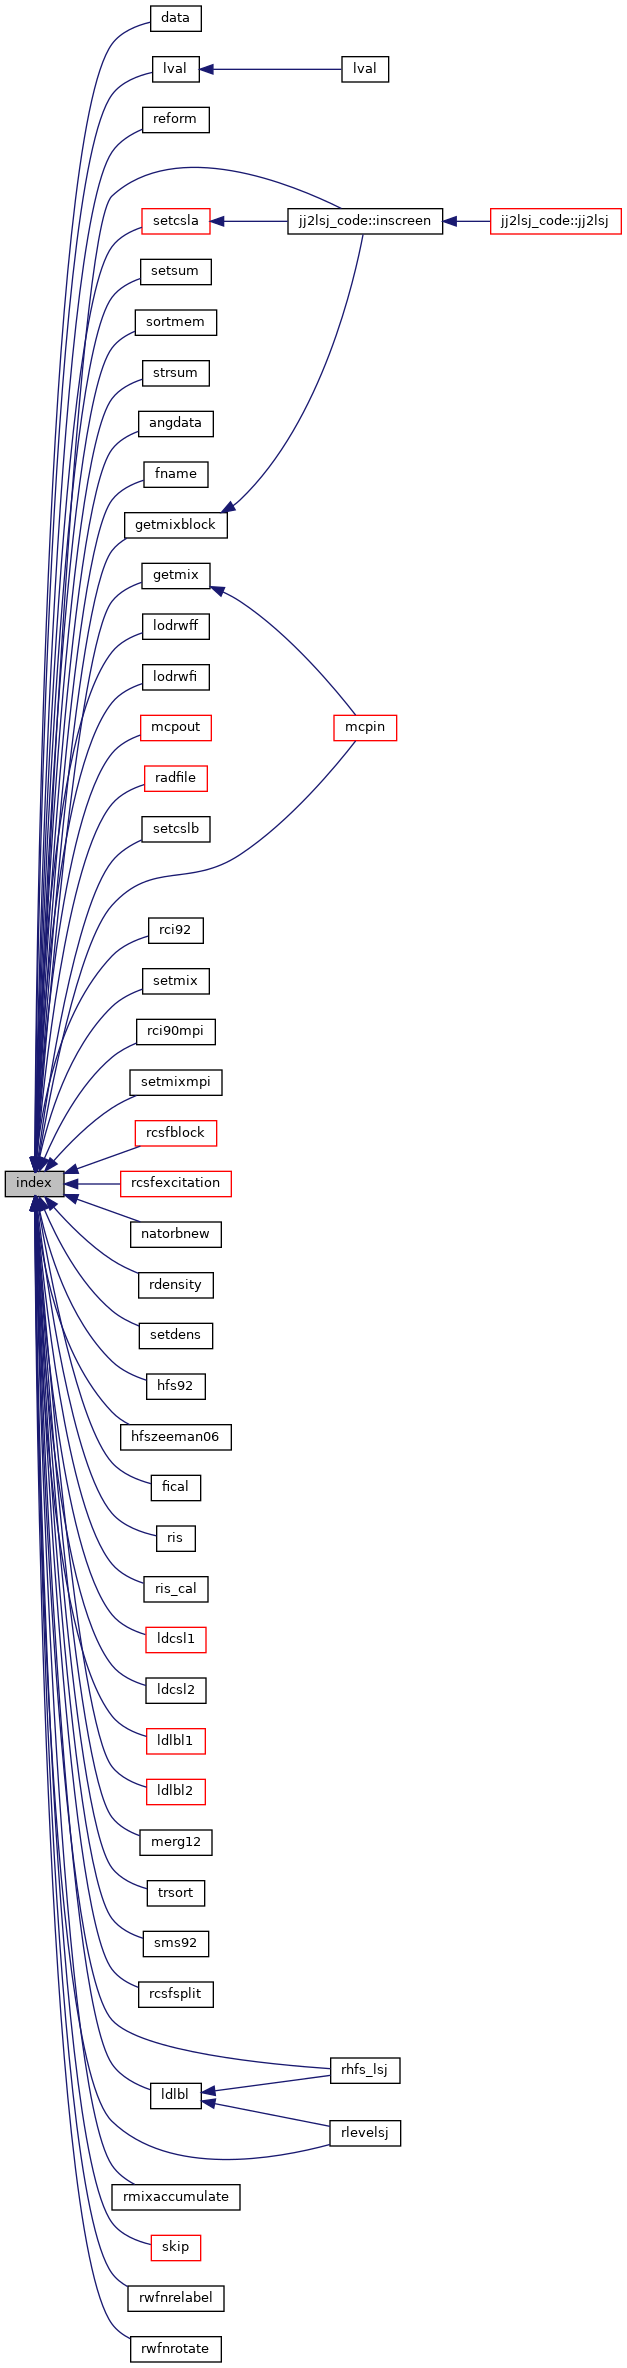 data
lval
lval
reform
setcsla
jj2lsj_code::inscreen
jj2lsj_code::jj2lsj
setsum
sortmem
strsum
angdata
fname
getmixblock
getmix
lodrwff
lodrwfi
mcpout
mcpin
radfile
setcslb
rci92
setmix
rci90mpi
setmixmpi
rcsfblock
index
rcsfexcitation
natorbnew
rdensity
setdens
hfs92
hfszeeman06
fical
ris
ris_cal
ldcsl1
ldcsl2
ldlbl1
ldlbl2
merg12
trsort
sms92
rcsfsplit
rhfs_lsj
ldlbl
rlevelsj
rmixaccumulate
skip
rwfnrelabel
rwfnrotate